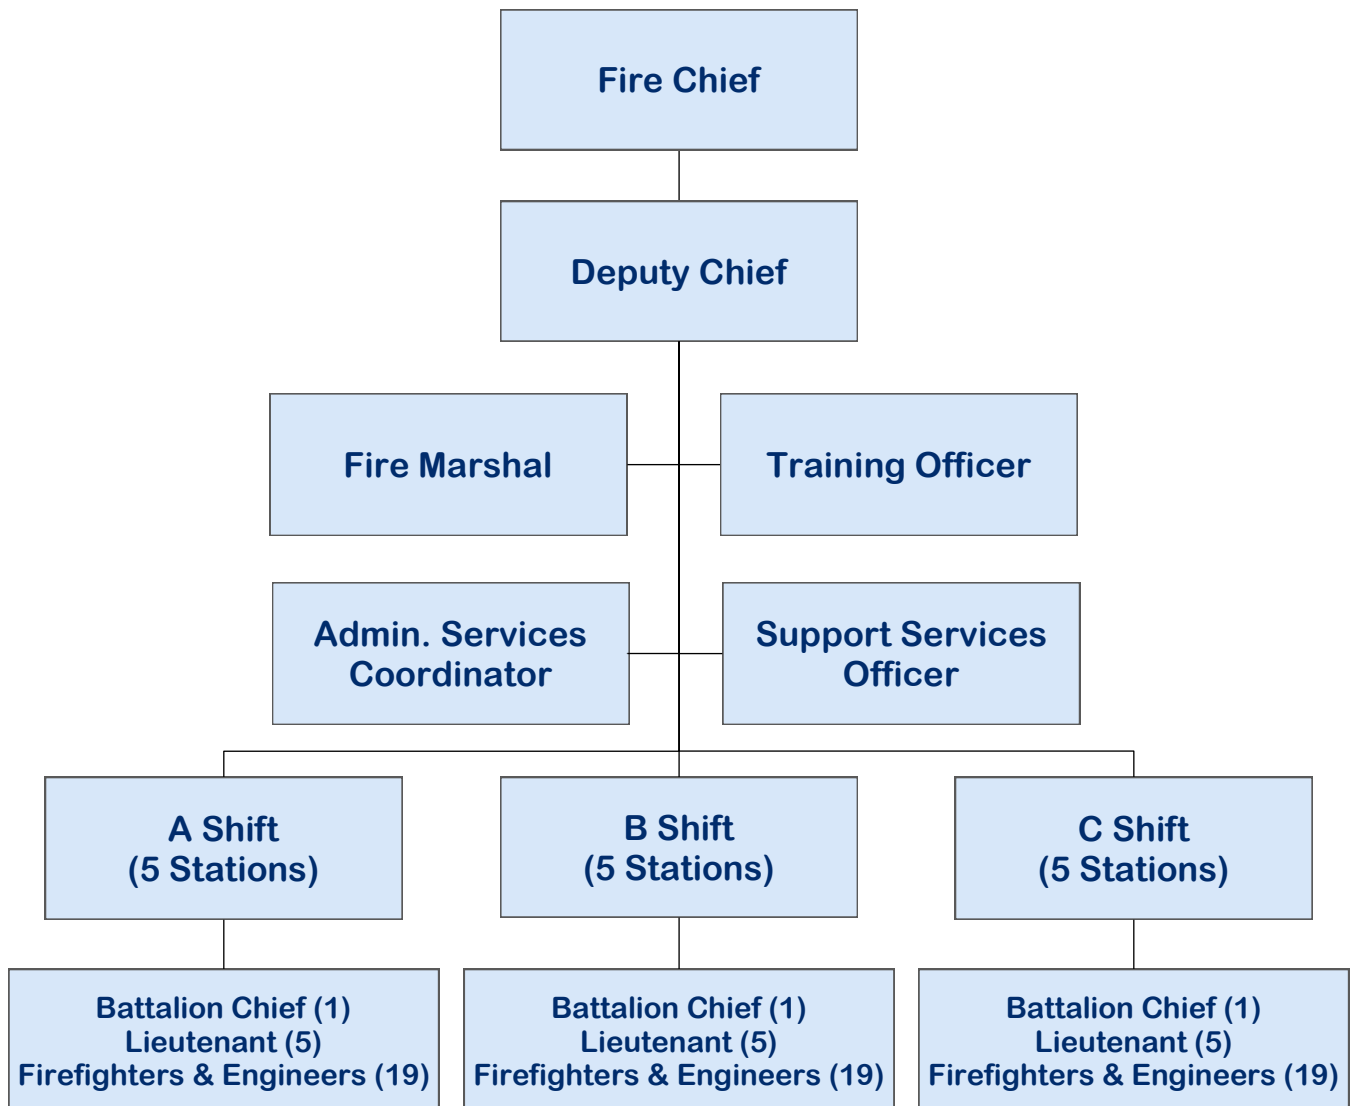 Fire Chief
Deputy Chief
Fire Marshal
Training Officer
Admin. Services
Coordinator
Support Services
Officer
A Shift
(5 Stations)
B Shift
(5 Stations)
C Shift
(5 Stations)
Battalion Chief (1)
Lieutenant (5)
Firefighters & Engineers (19)
Battalion Chief (1)
Lieutenant (5)
Firefighters & Engineers (19)
Battalion Chief (1)
Lieutenant (5)
Firefighters & Engineers (19)